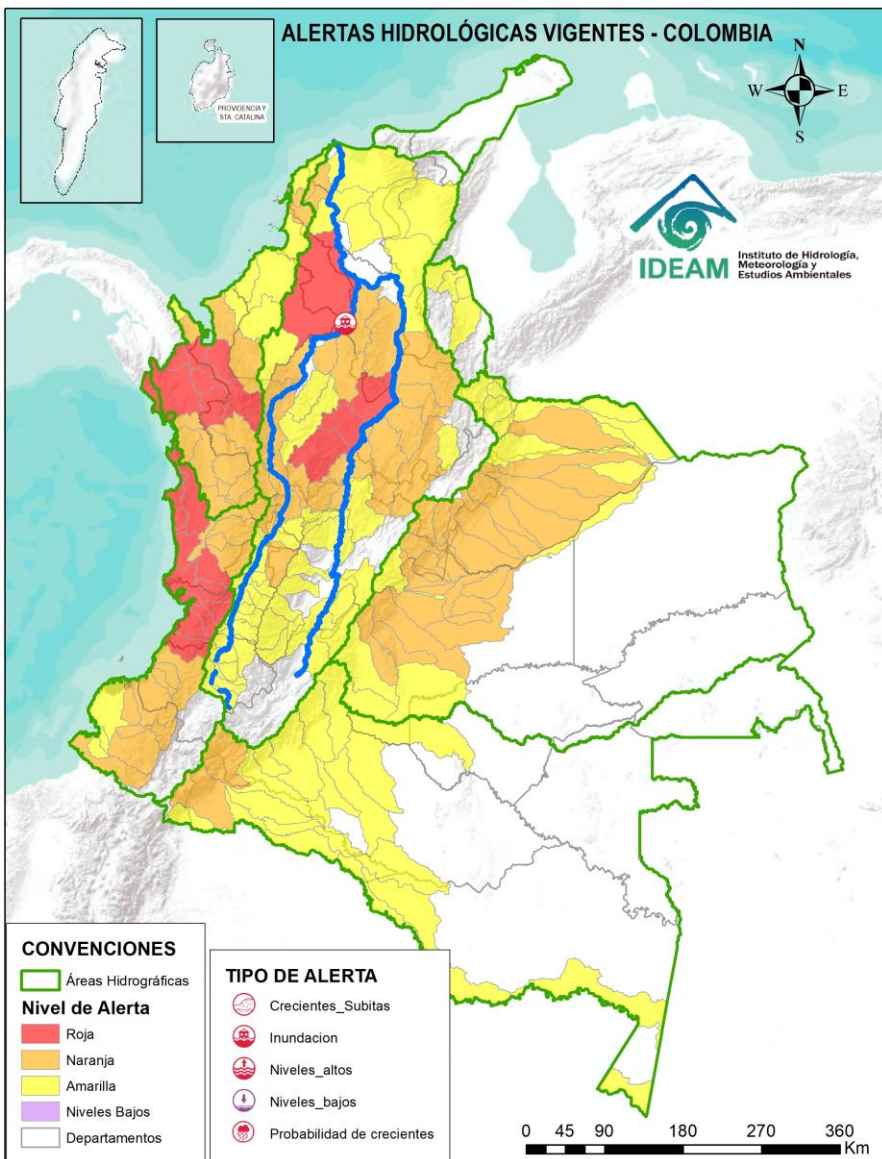 ALERTAS HIDROLÓGICAS VIGENTES - COLOMBIA
PROVIDENCIA Y
STA. CATALINA
N
W
E
S
IDEAM
Instituto de Hidrología,
Meteorología y
Estudios Ambientales
CONVENCIONES
Áreas Hidrográficas
Nivel de Alerta
Roja
Naranja
Amarilla
Niveles Bajos
Departamentos
TIPO DE ALERTA
Crecientes_Subitas
Inundacion
Niveles_altos
Niveles_bajos
Probabilidad de crecientes
0 45 90 180 270 360
Km